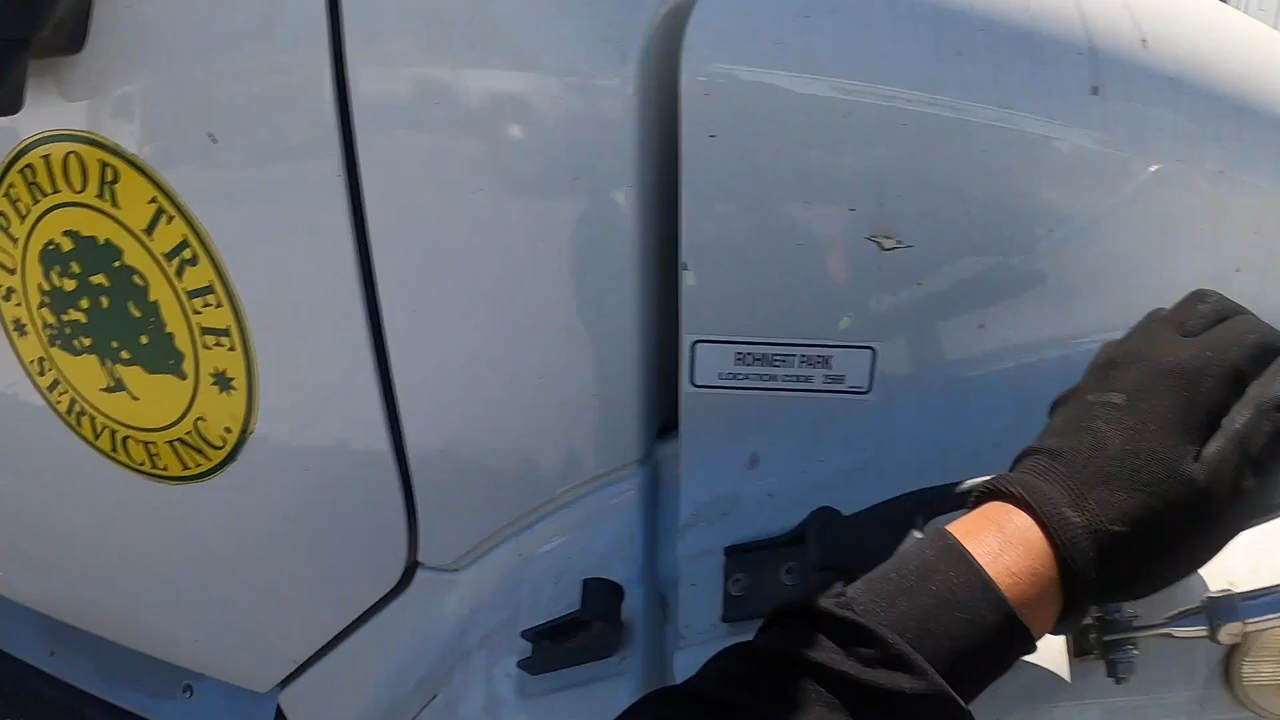 SUPERIOR TREE
SERVICE INC.
ROHNERT PARK
LOCATION CODE